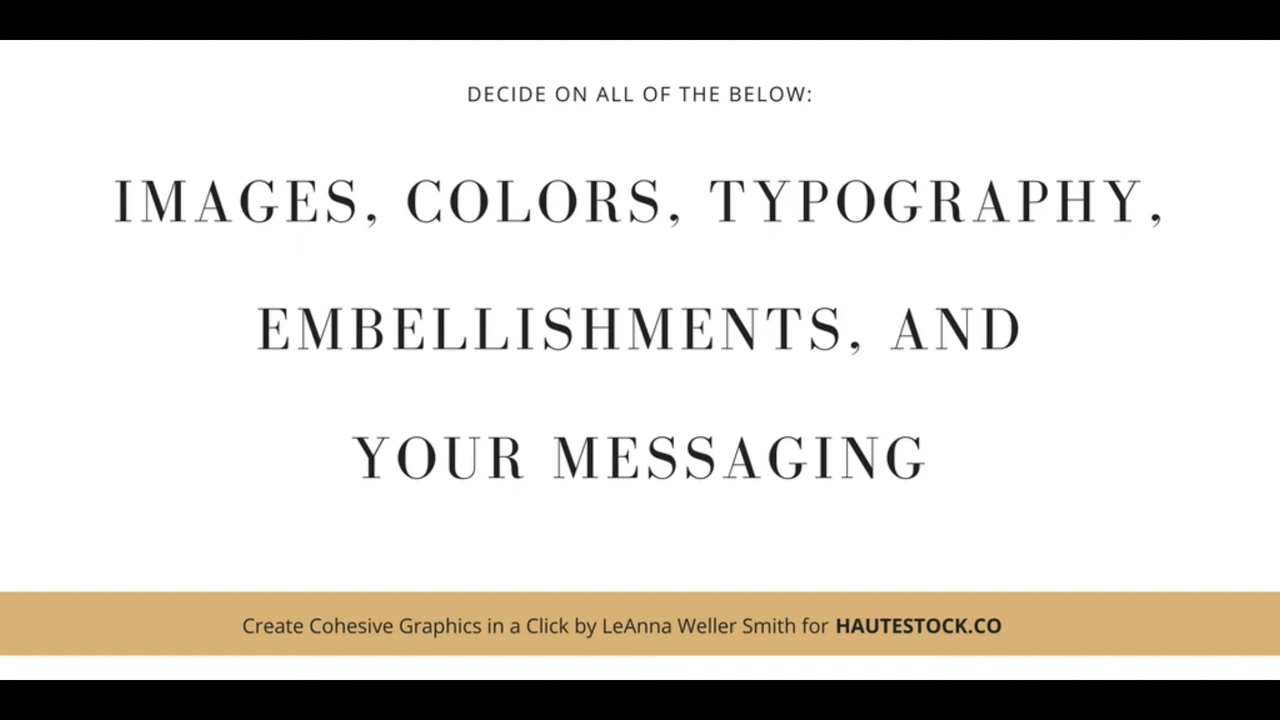 DECIDE ON ALL OF THE BELOW:
IMAGES, COLORS, TYPOGRAPHY,
EMBELLISHMENTS, AND
YOUR MESSAGING
Create Cohesive Graphics in a Click by LeAnna Weller Smith for HAUTESTOCK.CO